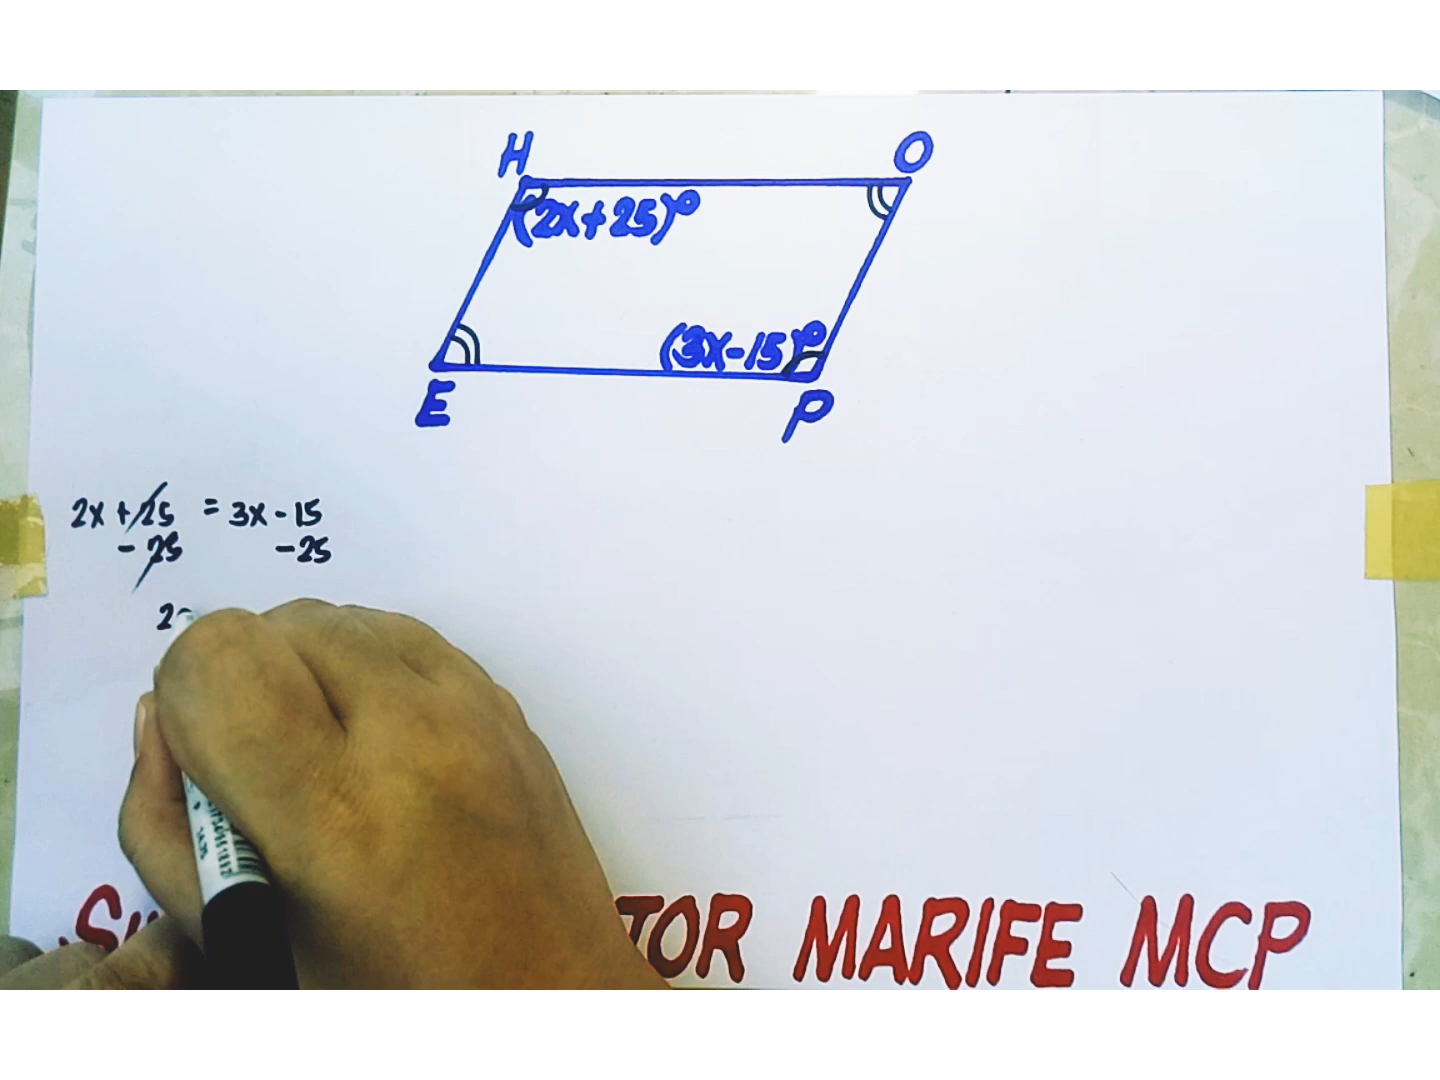 H O
(2x+25)°
(3x-15)°
E P
2x + 25 = 3x - 15
- 25 - 25
TOR MARIFE MCP